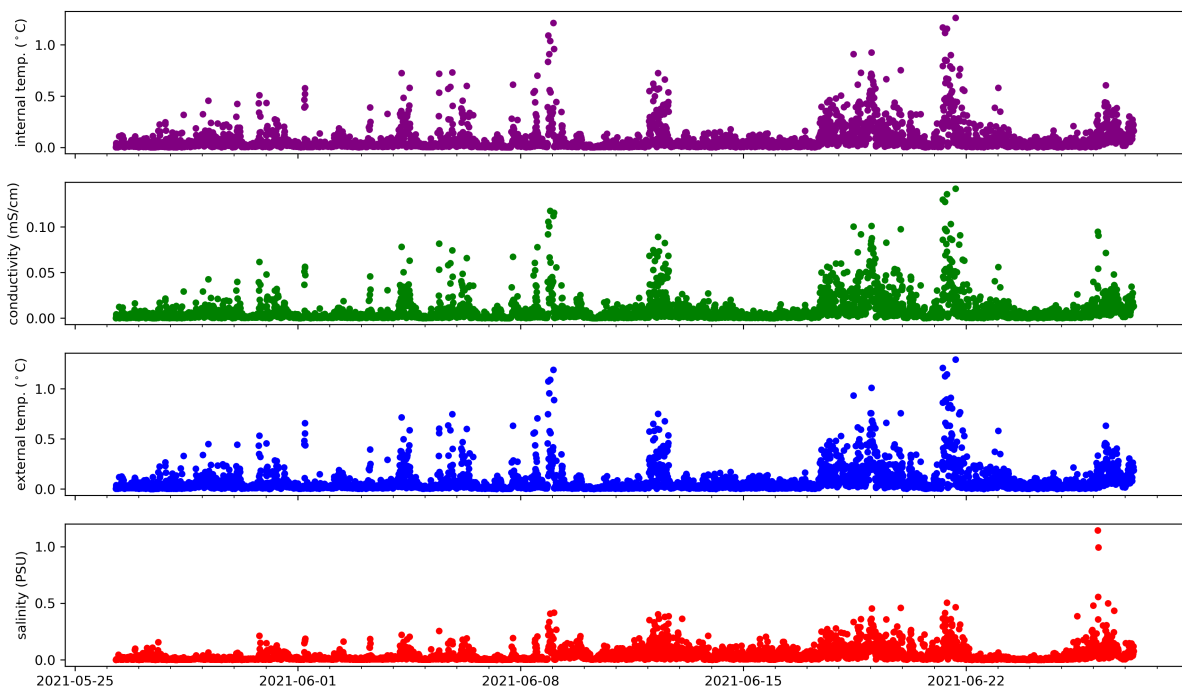 internal temp. (°C)
1.0
0.5
0.0
conductivity (mS/cm)
0.10
0.05
0.00
external temp. (°C)
1.0
0.5
0.0
salinity (PSU)
1.0
0.5
0.0
2021-05-25 2021-06-01 2021-06-08 2021-06-15 2021-06-22